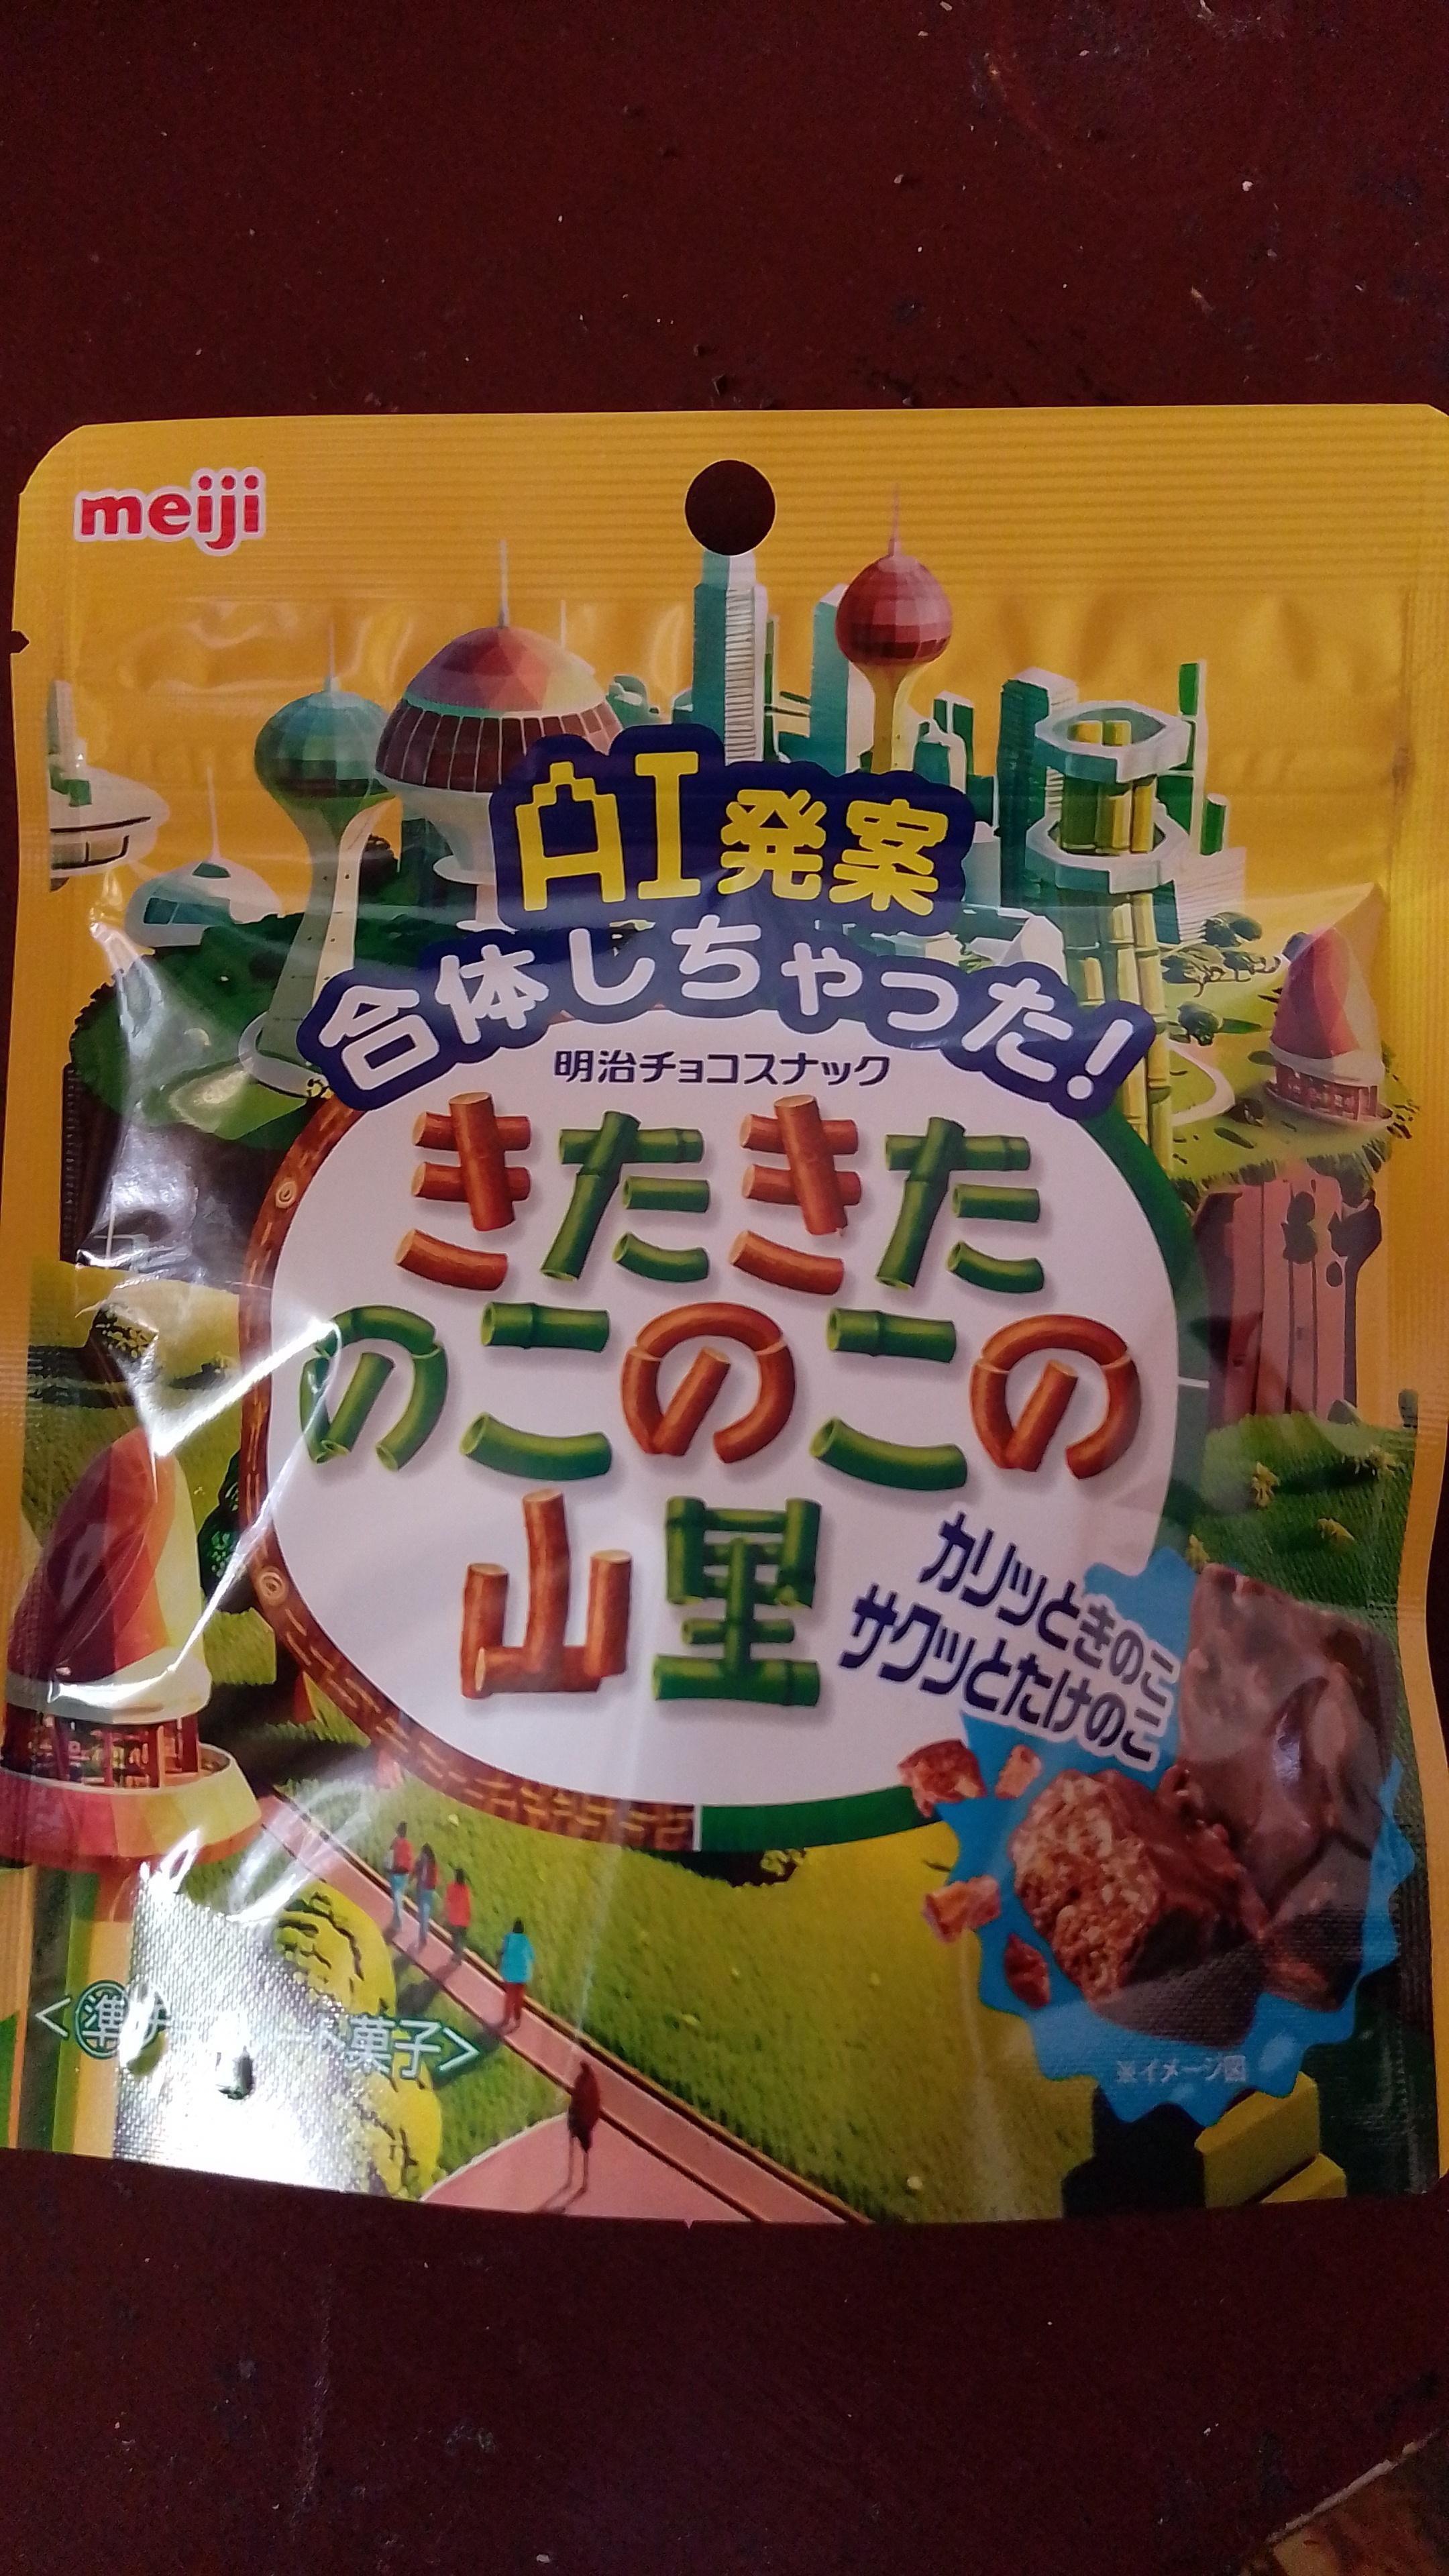 meiji
AI発案
合体しちゃった!
明治チョコスナック
きたきた
のこのこの
山里
カリッときのこ
サクッとたけのこ
※イメージ図
菓子>